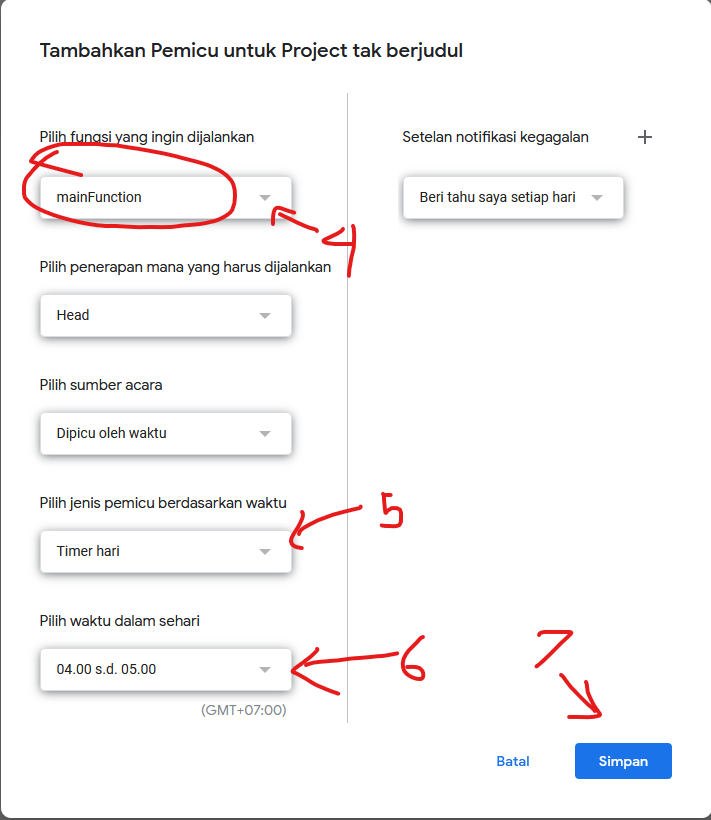 Tambahkan Pemicu untuk Project tak berjudul
Pilih fungsi yang ingin dijalankan
mainFunction
4
Pilih penerapan mana yang harus dijalankan
Head
Pilih sumber acara
Dipicu oleh waktu
Pilih jenis pemicu berdasarkan waktu
5
Timer hari
Pilih waktu dalam sehari
04.00 s.d. 05.00
6
(GMT+07:00)
Setelan notifikasi kegagalan
+
Beri tahu saya setiap hari
7
Batal
Simpan